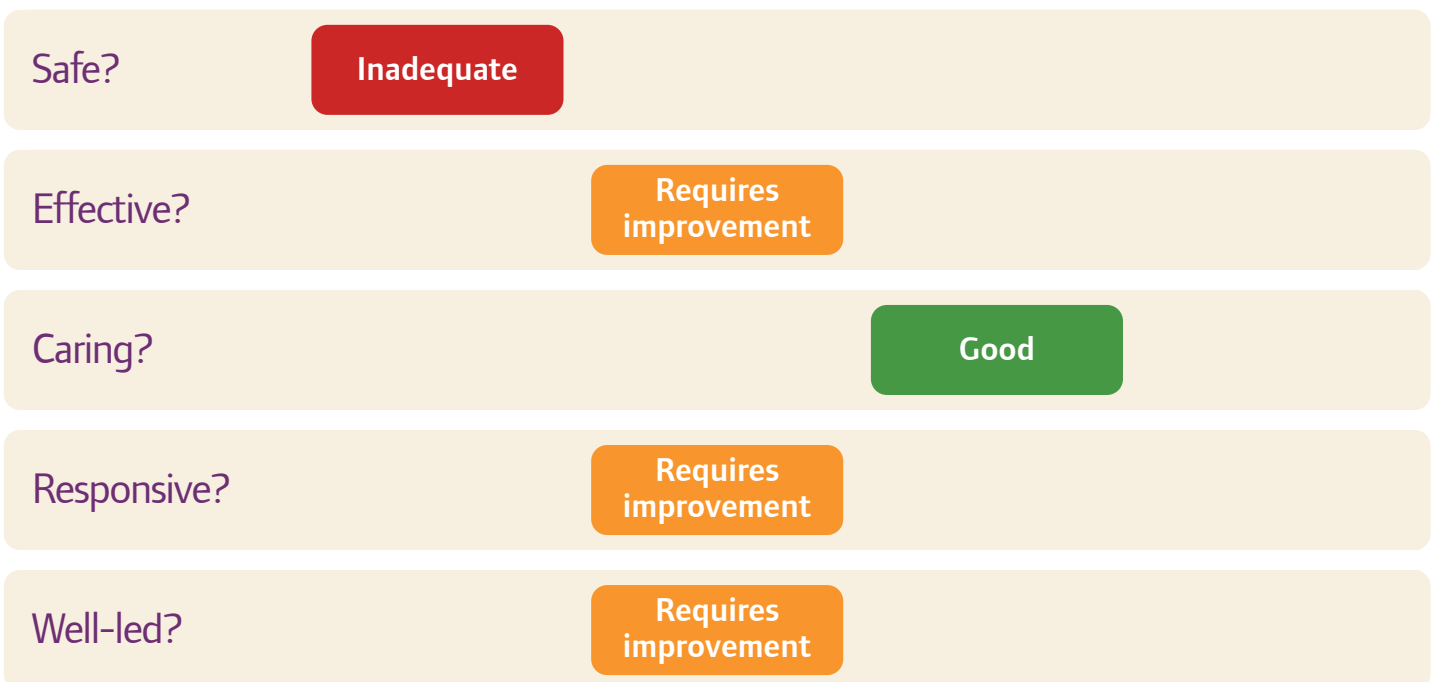 Safe?
Inadequate
Effective?
Requires
improvement
Caring?
Good
Responsive?
Requires
improvement
Well-led?
Requires
improvement